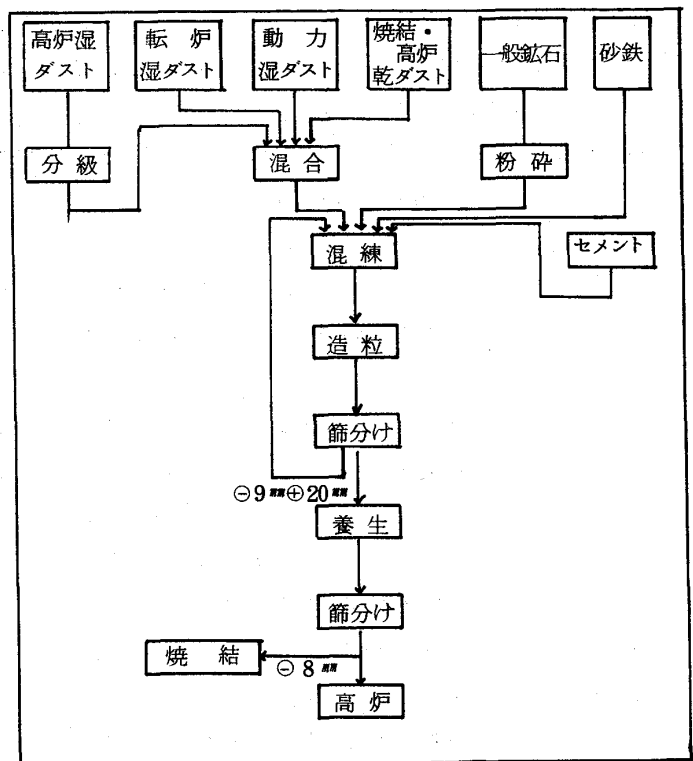 高炉湿
ダスト
転炉
湿ダスト
動力
湿ダスト
焼結・
高炉
乾ダスト
一般鉱石
砂鉄
分級
混合
粉砕
混練
セメント
造粒
篩分け
⊖9㎜⊕20㎜
養生
篩分け
焼結
⊖8㎜
高炉